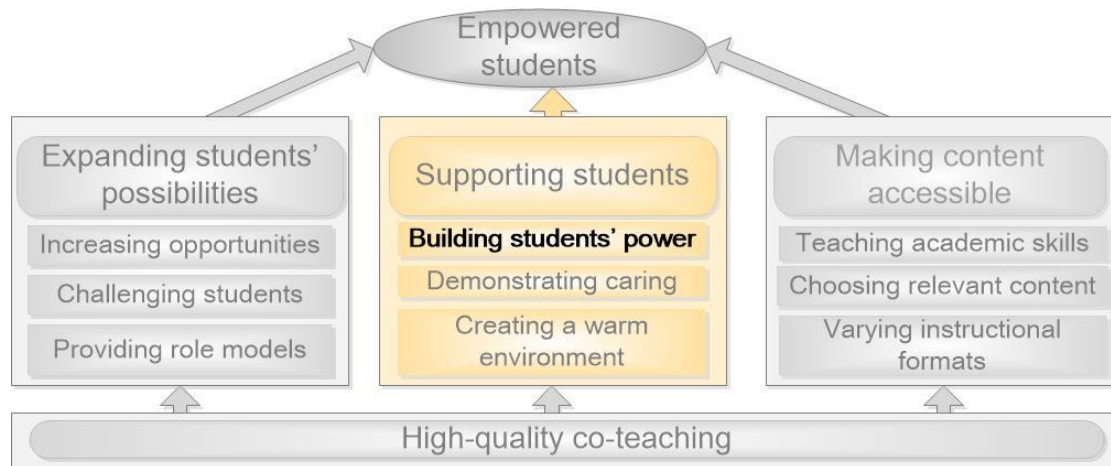 Empowered
students
Expanding students’
possibilities
Increasing opportunities
Challenging students
Providing role models
Supporting students
Building students’ power
Demonstrating caring
Creating a warm
environment
Making content
accessible
Teaching academic skills
Choosing relevant content
Varying instructional
formats
High-quality co-teaching